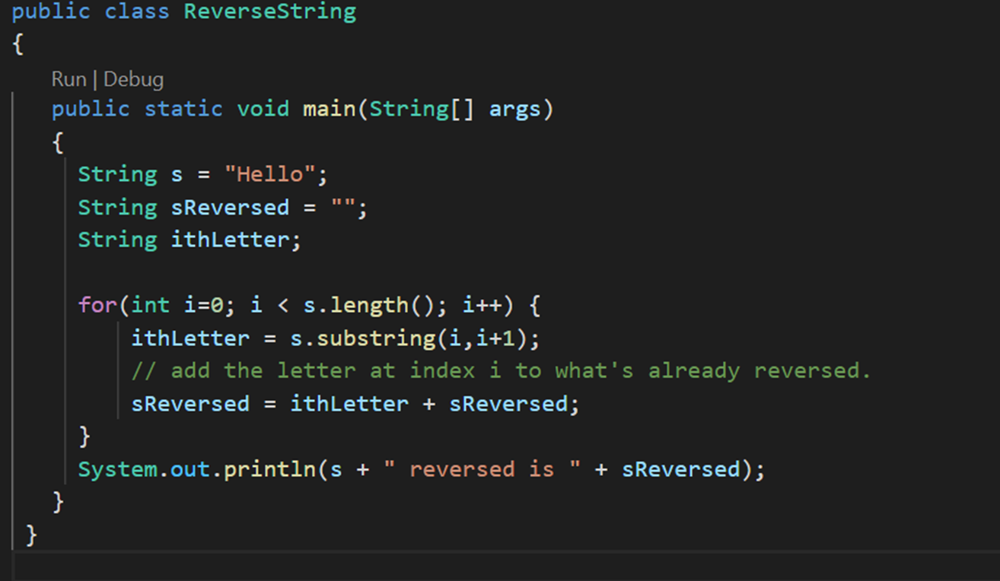 public class ReverseString
{
Run | Debug
public static void main(String[] args)
{
String s = "Hello";
String sReversed = "";
String ithLetter;
for(int i=0; i < s.length(); i++) {
ithLetter = s.substring(i,i+1);
// add the letter at index i to what's already reversed.
sReversed = ithLetter + sReversed;
}
System.out.println(s + " reversed is " + sReversed);
}
}